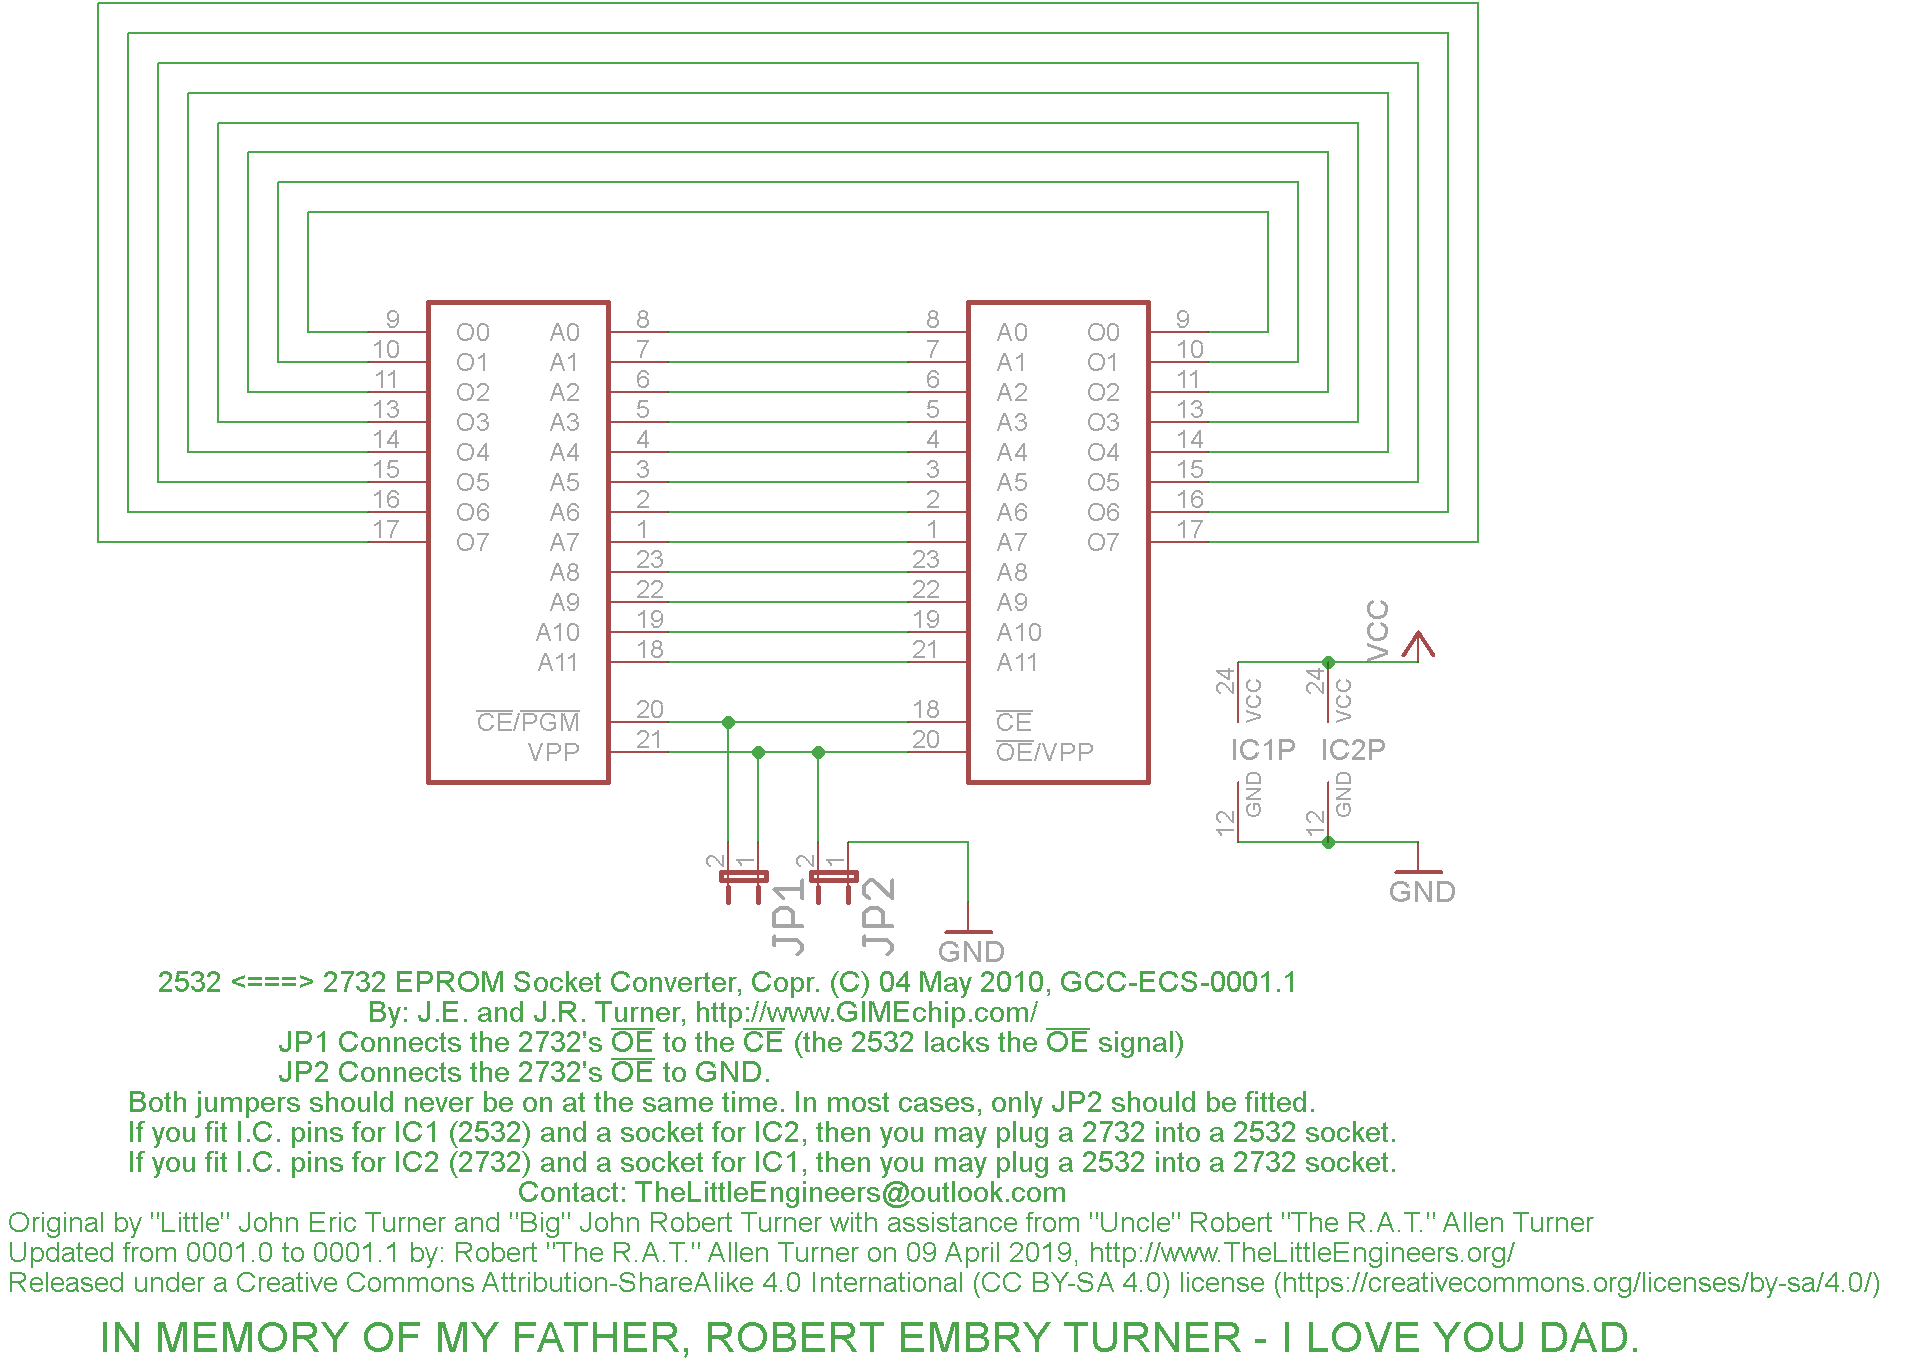 9 O0 A0 8 8 A0 O0 9
10 O1 A1 7 7 A1 O1 10
11 O2 A2 6 6 A2 O2 11
13 O3 A3 5 5 A3 O3 13
14 O4 A4 4 4 A4 O4 14
15 O5 A5 3 3 A5 O5 15
16 O6 A6 2 2 A6 O6 16
17 O7 A7 1 1 A7 O7 17
A8 23 23 A8
A9 22 22 A9
A10 19 19 A10
A11 18 21 A11
CE/PGM 20 18 CE
VPP 21 20 OE/VPP
VCC
24 VCC 24 VCC
IC1P IC2P
12 GND 12 GND
GND
2 1 JP1 2 1 JP2
GND
2532 <===> 2732 EPROM Socket Converter, Copr. (C) 04 May 2010, GCC-ECS-0001.1
By: J.E. and J.R. Turner, http://www.GIMEchip.com/
JP1 Connects the 2732's OE to the CE (the 2532 lacks the OE signal)
JP2 Connects the 2732's OE to GND.
Both jumpers should never be on at the same time. In most cases, only JP2 should be fitted.
If you fit I.C. pins for IC1 (2532) and a socket for IC2, then you may plug a 2732 into a 2532 socket.
If you fit I.C. pins for IC2 (2732) and a socket for IC1, then you may plug a 2532 into a 2732 socket.
Contact: TheLittleEngineers@outlook.com
Original by "Little" John Eric Turner and "Big" John Robert Turner with assistance from "Uncle" Robert "The R.A.T." Allen Turner
Updated from 0001.0 to 0001.1 by: Robert "The R.A.T." Allen Turner on 09 April 2019, http://www.TheLittleEngineers.org/
Released under a Creative Commons Attribution-ShareAlike 4.0 International (CC BY-SA 4.0) license (https://creativecommons.org/licenses/by-sa/4.0/)
IN MEMORY OF MY FATHER, ROBERT EMBRY TURNER - I LOVE YOU DAD.